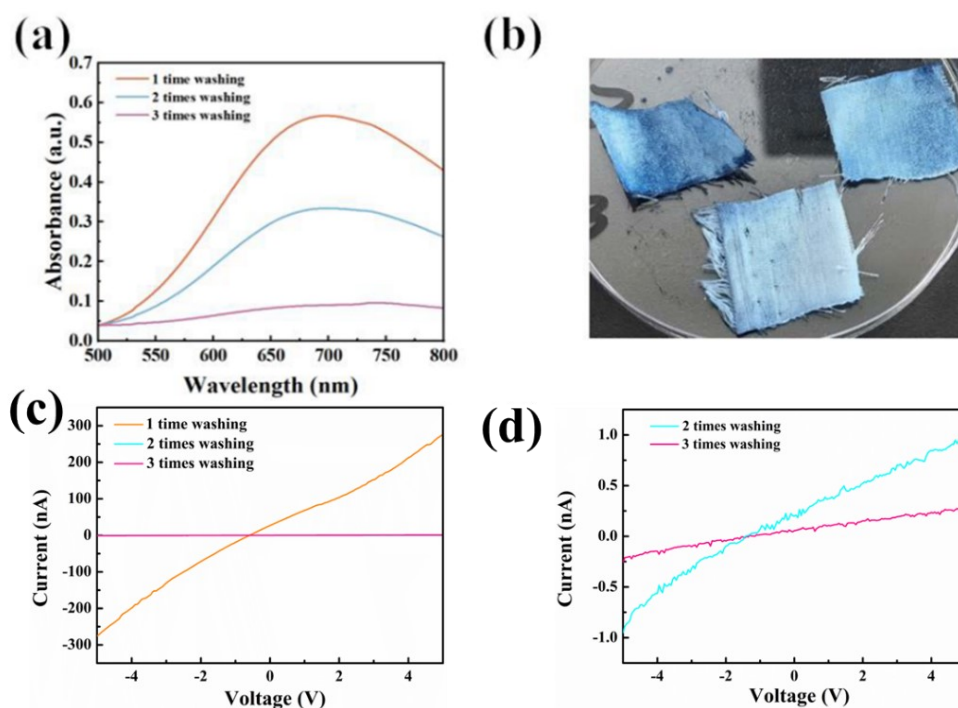 (a)
0.7
0.6
0.5
0.4
0.3
0.2
0.1
0.0
Absorbance (a.u.)
1 time washing
2 times washing
3 times washing
500 550 600 650 700 750 800
Wavelength (nm)
(b)
(c)
300
200
100
0
-100
-200
-300
Current (nA)
1 time washing
2 times washing
3 times washing
-4 -2 0 2 4
Voltage (V)
(d)
1.0
0.5
0.0
-0.5
-1.0
Current (nA)
2 times washing
3 times washing
-4 -2 0 2 4
Voltage (V)